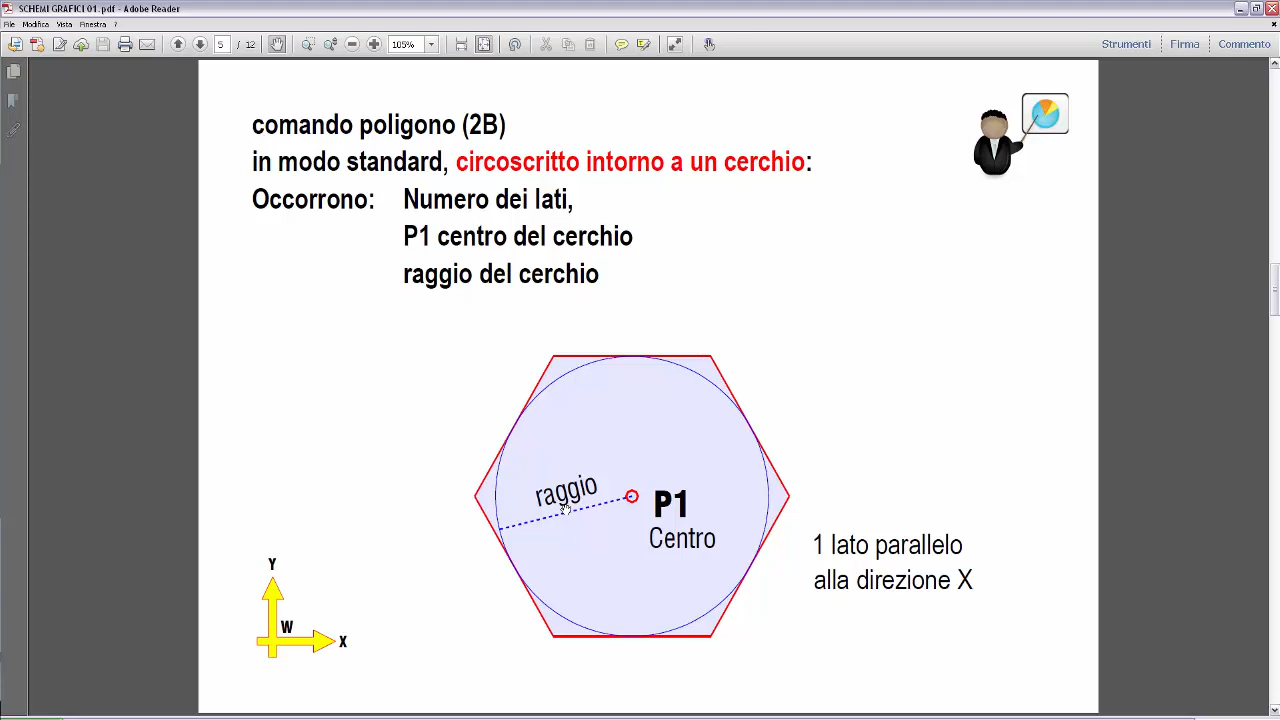 SCHEMI GRAFICI 01.pdf - Adobe Reader
File Modifica Vista Finestra ?
5 / 12 105% Strumenti Firma Commento
comando poligono (2B)
in modo standard, circoscritto intorno a un cerchio:
Occorrono: Numero dei lati,
P1 centro del cerchio
raggio del cerchio
raggio
P1
Centro
1 lato parallelo
alla direzione X
Y
W
X